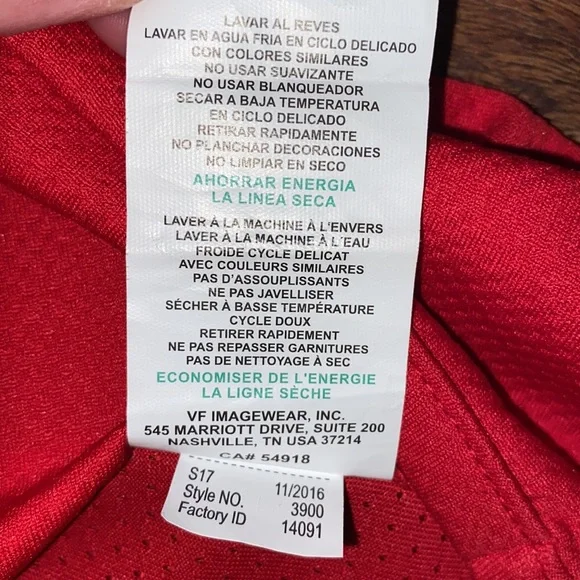 LAVAR AL REVES
LAVAR EN AGUA FRIA EN CICLO DELICADO
CON COLORES SIMILARES
NO USAR SUAVIZANTE
NO USAR BLANQUEADOR
SECAR A BAJA TEMPERATURA
EN CICLO DELICADO
RETIRAR RAPIDAMENTE
NO PLANCHAR DECORACIONES
NO LIMPIAR EN SECO
AHORRAR ENERGIA
LA LINEA SECA
LAVER À LA MACHINE À L'ENVERS
LAVER À LA MACHINE À L'EAU
FROIDE CYCLE DELICAT
AVEC COULEURS SIMILAIRES
PAS D'ASSOUPLISSANTS
NE PAS JAVELLISER
SÉCHER À BASSE TEMPÉRATURE
CYCLE DOUX
RETIRER RAPIDEMENT
NE PAS REPASSER GARNITURES
PAS DE NETTOYAGE À SEC
ECONOMISER DE L'ENERGIE
LA LIGNE SÈCHE
VF IMAGEWEAR, INC.
545 MARRIOTT DRIVE, SUITE 200
NASHVILLE, TN USA 37214
CA# 54918
S17 11/2016
Style NO. 3900
Factory ID 14091